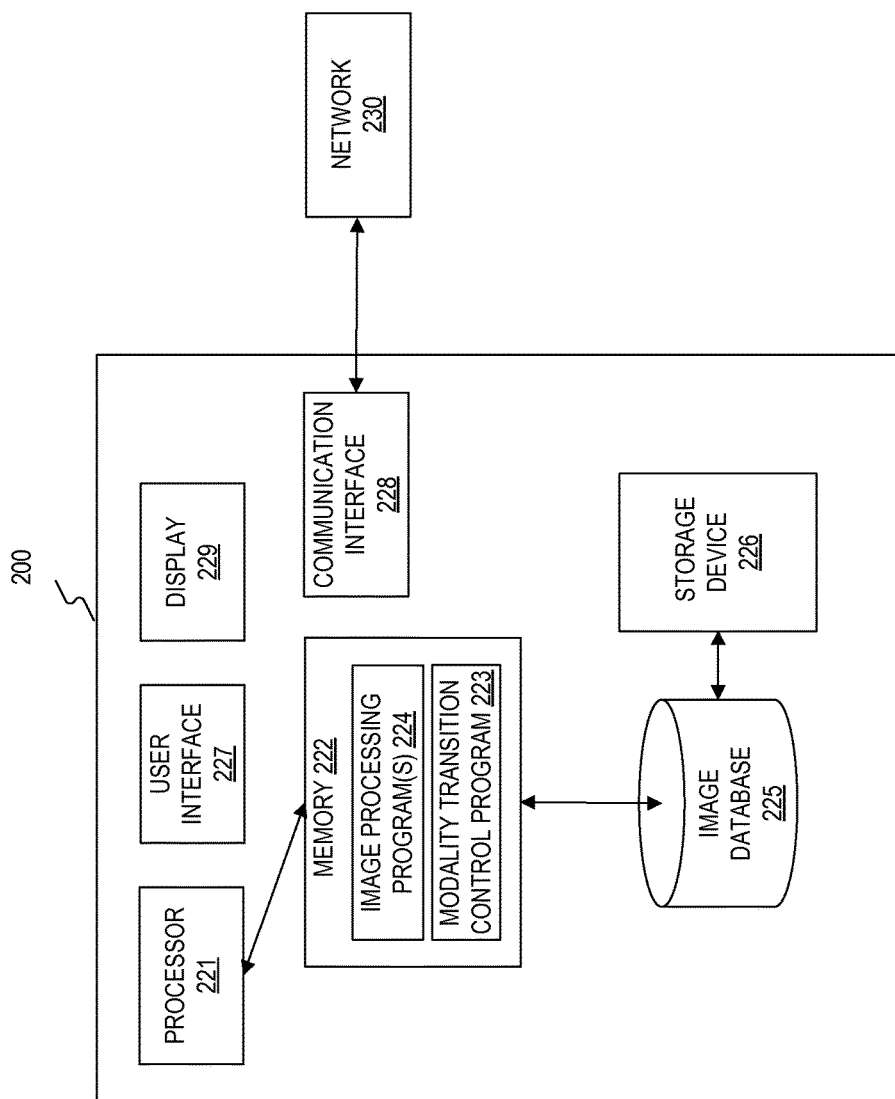 200
PROCESSOR
221
USER
INTERFACE
227
DISPLAY
229
MEMORY 222
IMAGE PROCESSING
PROGRAM(S) 224
MODALITY TRANSITION
CONTROL PROGRAM 223
COMMUNICATION
INTERFACE
228
NETWORK
230
IMAGE
DATABASE
225
STORAGE
DEVICE
226